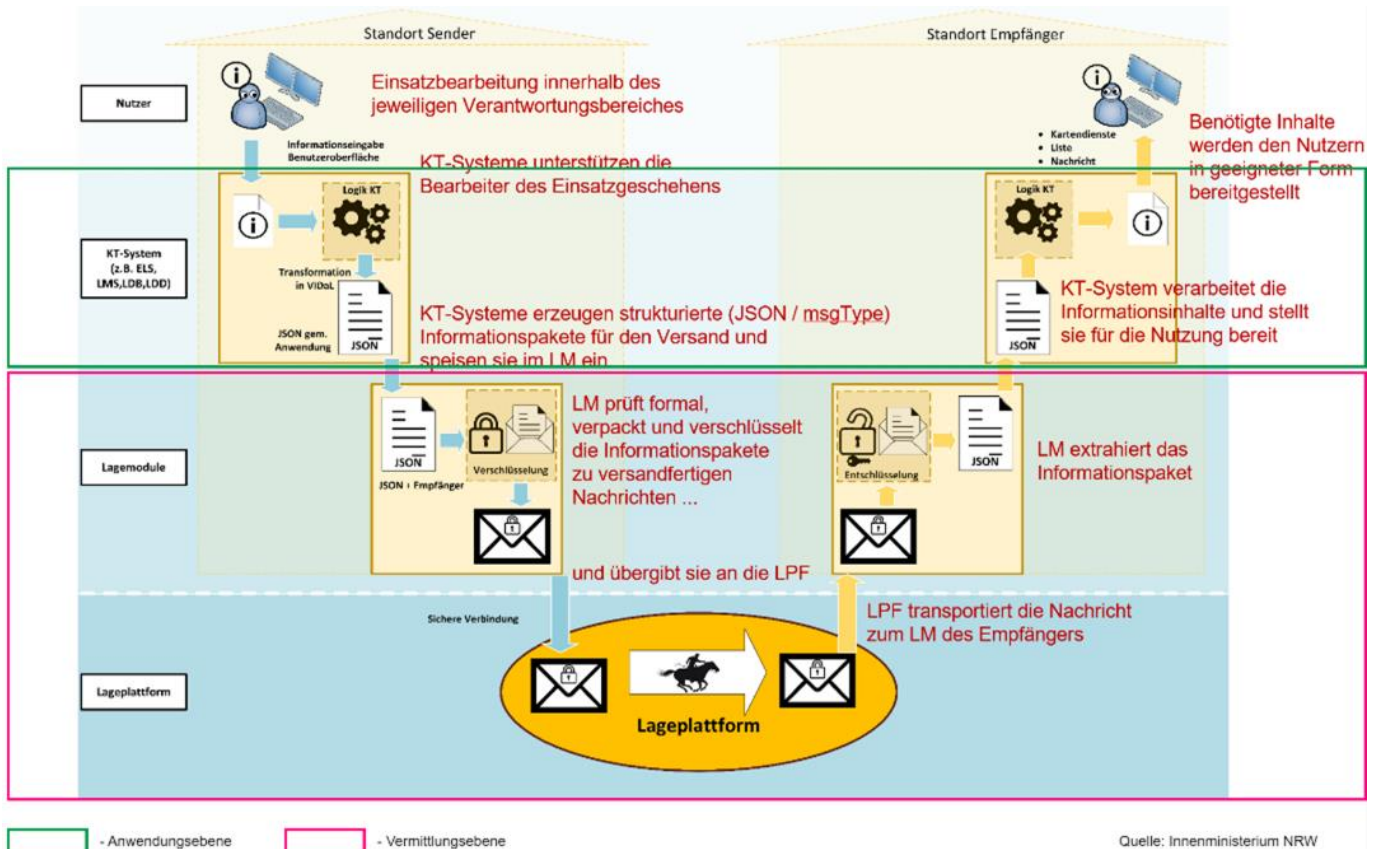 Standort Sender
Standort Empfänger
Nutzer
Einsatzbearbeitung innerhalb des
jeweiligen Verantwortungsbereiches
Informationseingabe
Benutzeroberfläche
• Kartendienste
• Liste
• Nachricht
Benötigte Inhalte
werden den Nutzern
in geeigneter Form
bereitgestellt
KT-Systeme unterstützen die
Bearbeiter des Einsatzgeschehens
KT-System
(z.B. ELS,
LMS,LDB,LDD)
Logik KT
Transformation
in ViDoL
JSON gem.
Anwendung
JSON
KT-Systeme erzeugen strukturierte (JSON / msgType)
Informationspakete für den Versand und
speisen sie im LM ein
Logik KT
JSON
KT-System verarbeitet die
Informationsinhalte und stellt
sie für die Nutzung bereit
Lagemodule
JSON
JSON + Empfänger
Verschlüsselung
LM prüft formal,
verpackt und verschlüsselt
die Informationspakete
zu versandfertigen
Nachrichten ...
Entschlüsselung
JSON
LM extrahiert das
Informationspaket
und übergibt sie an die LPF
Sichere Verbindung
LPF transportiert die Nachricht
zum LM des Empfängers
Lageplattform
Lageplattform
- Anwendungsebene
- Vermittlungsebene
Quelle: Innenministerium NRW